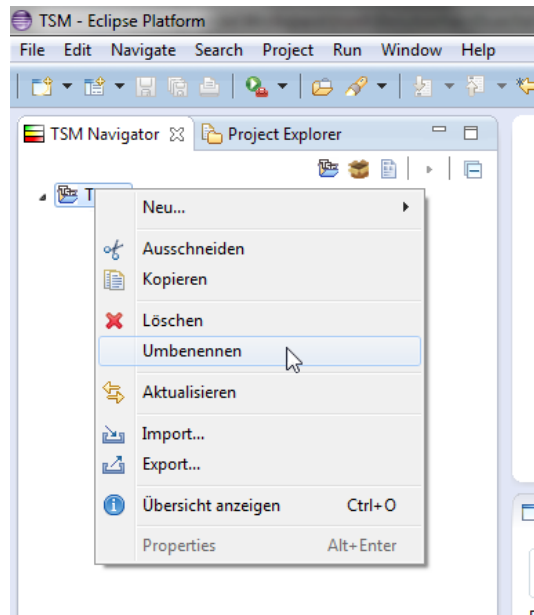 TSM - Eclipse Platform
File Edit Navigate Search Project Run Window Help
TSM Navigator Project Explorer
Neu...
Ausschneiden
Kopieren
Löschen
Umbenennen
Aktualisieren
Import...
Export...
Übersicht anzeigen Ctrl+O
Properties Alt+Enter